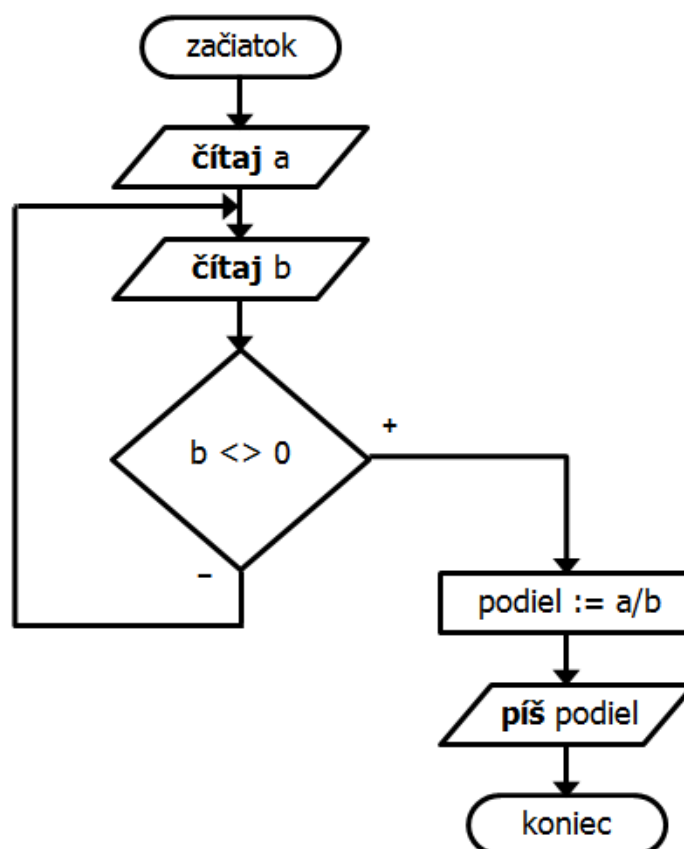 začiatok
čítaj a
čítaj b
b <> 0
+
–
podiel := a/b
píš podiel
koniec